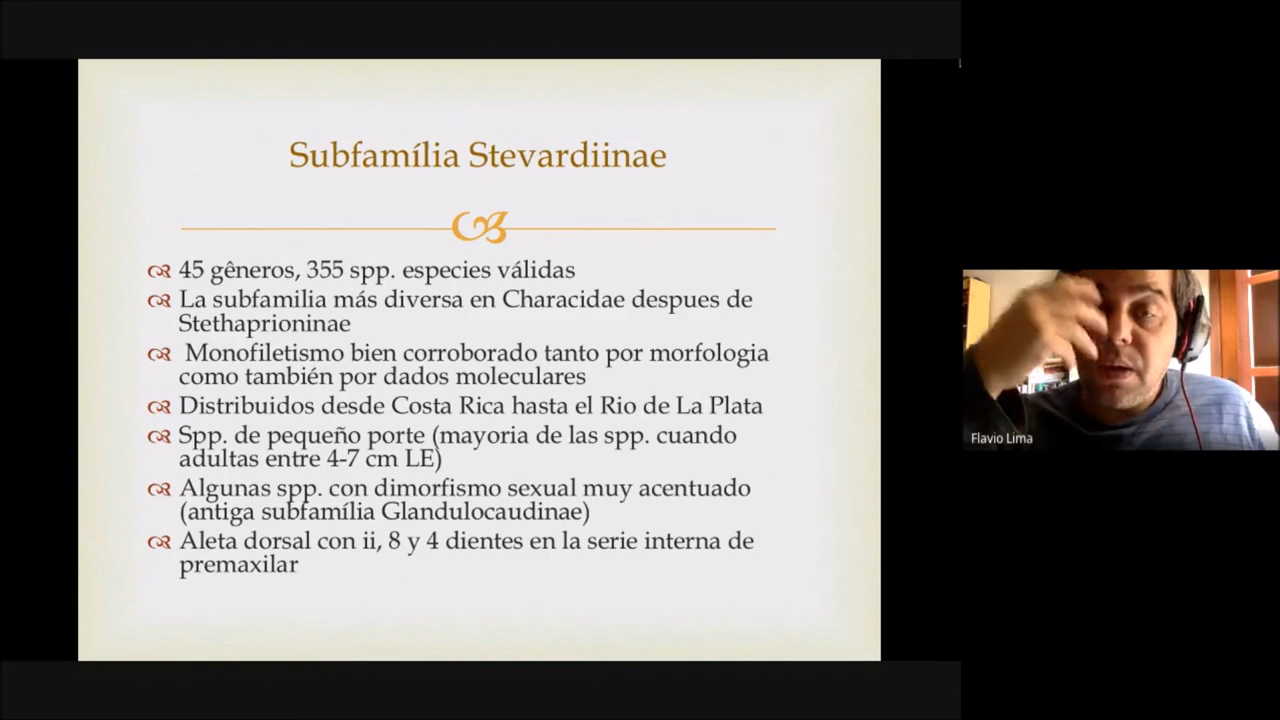 Subfamília Stevardiinae
45 gêneros, 355 spp. especies válidas
La subfamilia más diversa en Characidae despues de
Stethaprioninae
Monofiletismo bien corroborado tanto por morfologia
como también por dados moleculares
Distribuidos desde Costa Rica hasta el Rio de La Plata
Spp. de pequeño porte (mayoria de las spp. cuando
adultas entre 4-7 cm LE)
Algunas spp. con dimorfismo sexual muy acentuado
(antiga subfamília Glandulocaudinae)
Aleta dorsal con ii, 8 y 4 dientes en la serie interna de
premaxilar
Flavio Lima